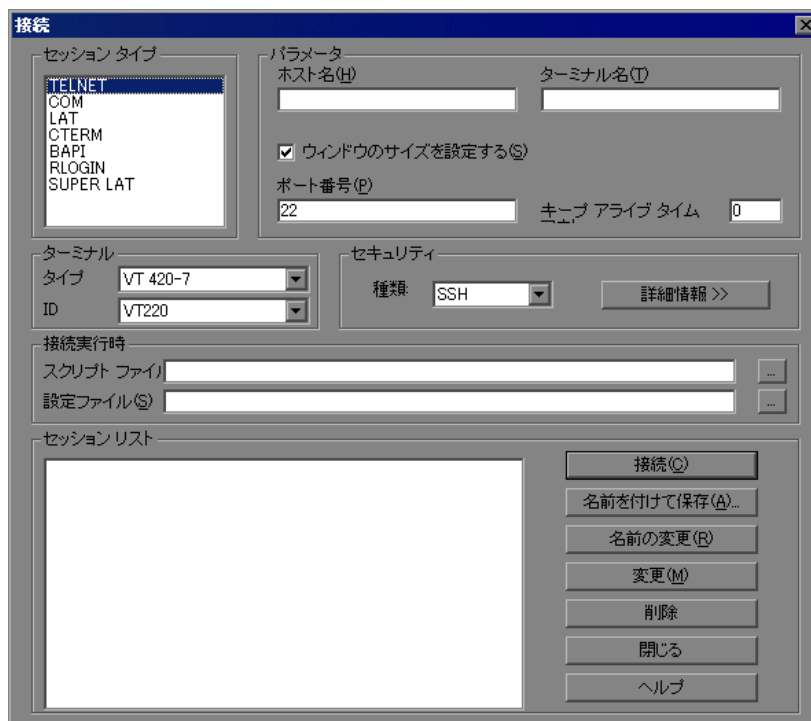 接続
セッション タイプ
TELNET
COM
LAT
CTERM
BAPI
RLOGIN
SUPER LAT
パラメータ
ホスト名(H)
ターミナル名(T)
ウィンドウのサイズを設定する(S)
ポート番号(P)
22
キープ アライブ タイム
0
ターミナル
タイプ
VT 420-7
ID
VT220
セキュリティ
種類:
SSH
詳細情報 >>
接続実行時
スクリプト ファイル
...
設定ファイル(S)
...
セッション リスト
接続(C)
名前を付けて保存(A)...
名前の変更(R)
変更(M)
削除
閉じる
ヘルプ